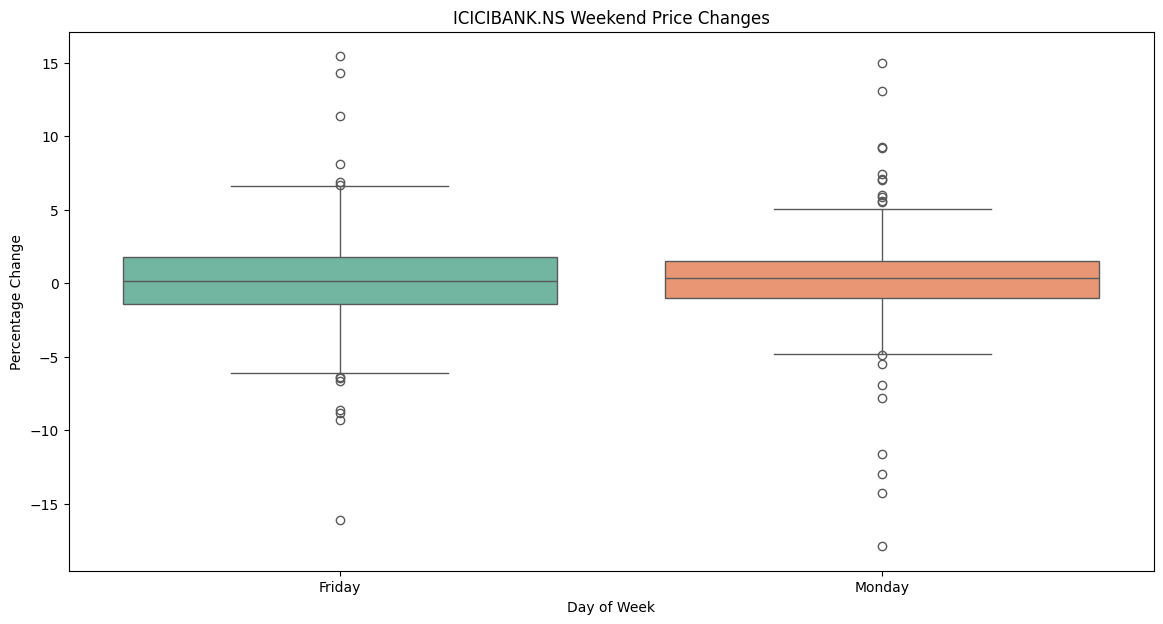 ICICIBANK.NS Weekend Price Changes
15
10
5
0
−5
−10
−15
Percentage Change
Friday
Monday
Day of Week